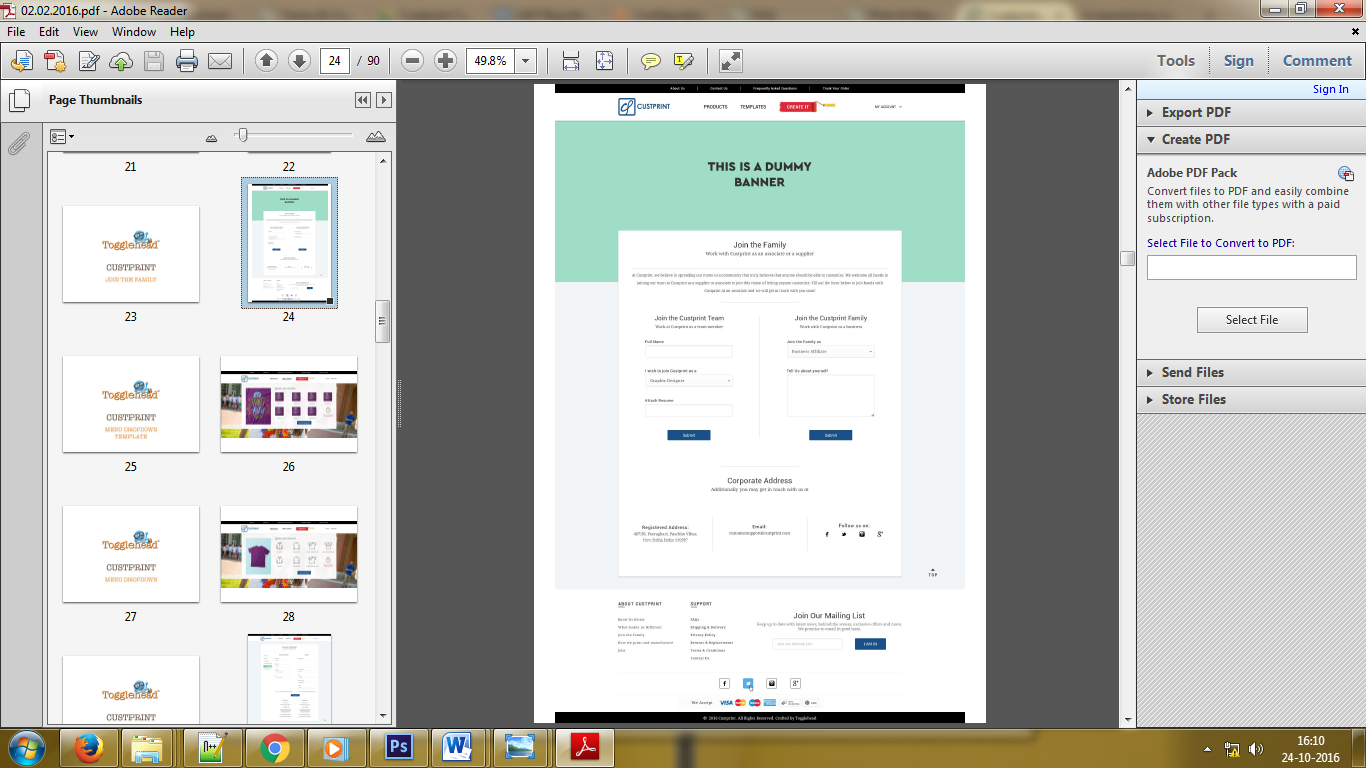 02.02.2016.pdf - Adobe Reader
File Edit View Window Help
24 / 90 49.8% Tools Sign Comment
Page Thumbnails
21 22
Togglehead
CUSTPRINT
JOIN THE FAMILY
23 24
Togglehead
CUSTPRINT
MENU DROPDOWN
TEMPLATE
25 26
Togglehead
CUSTPRINT
MENU DROPDOWN
27 28
Togglehead
CUSTPRINT
About Us Contact Us Frequently Asked Questions Track Your Order
CUSTPRINT PRODUCTS TEMPLATES CREATE IT MY ACCOUNT
THIS IS A DUMMY
BANNER
Join the Family
Work with Custprint as an associate or a supplier
At Custprint, we believe in spreading our roots to a community that truly believes that anyone should be able to customize. We welcome all hands in
joining our team or Custprint as a supplier or associate to join this vision of letting anyone customize. Fill out the form below to join hands with
Custprint as an associate and we will get in touch with you soon!
Join the Custprint Team
Work at Custprint as a team member
Full Name
I wish to join Custprint as a
Graphic Designer
Attach Resume
Submit
Join the Custprint Family
Work with Custprint as a business
Join the Family as
Business Affiliate
Tell Us about yourself
Submit
Corporate Address
Additionally you may get in touch with us at
Registered Address:
Email:
customersupport@custprint.com
Follow us on:
TOP
ABOUT CUSTPRINT
Know Us Better
What makes us different
Join the Family
How we print and manufacture
Jobs
SUPPORT
FAQs
Shipping & Delivery
Privacy Policy
Returns & Replacements
Terms & Conditions
Contact Us
Join Our Mailing List
Keep up to date with latest news, behind the scenes, exclusive offers and more.
We promise to email in good taste.
Join our Mailing List I AM IN
We Accept VISA
© 2016 Custprint. All Rights Reserved. Crafted by Togglehead
Sign In
Export PDF
Create PDF
Adobe PDF Pack
Convert files to PDF and easily combine
them with other file types with a paid
subscription.
Select File to Convert to PDF:
Select File
Send Files
Store Files
16:10
24-10-2016